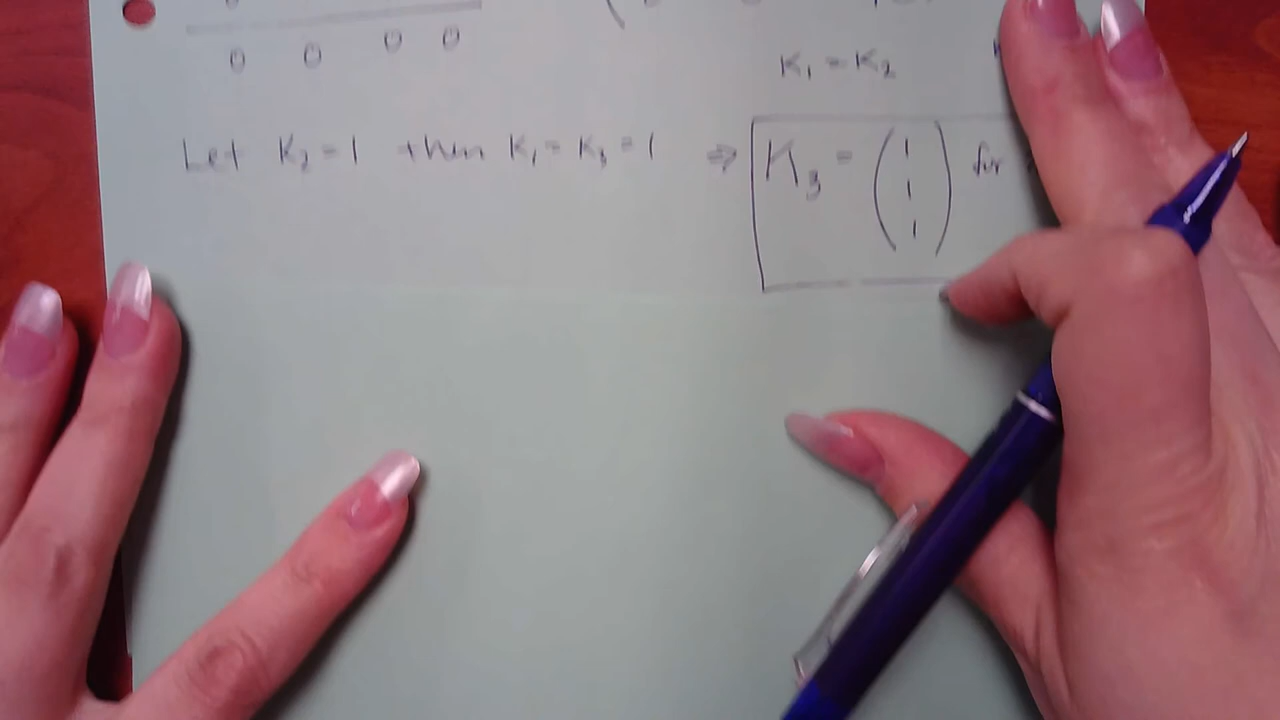 0 0 0 0
K₁ = K₂
Let K₂ = 1 then K₁ = K₃ = 1 ⇒ K₃ = (1 1 1) for